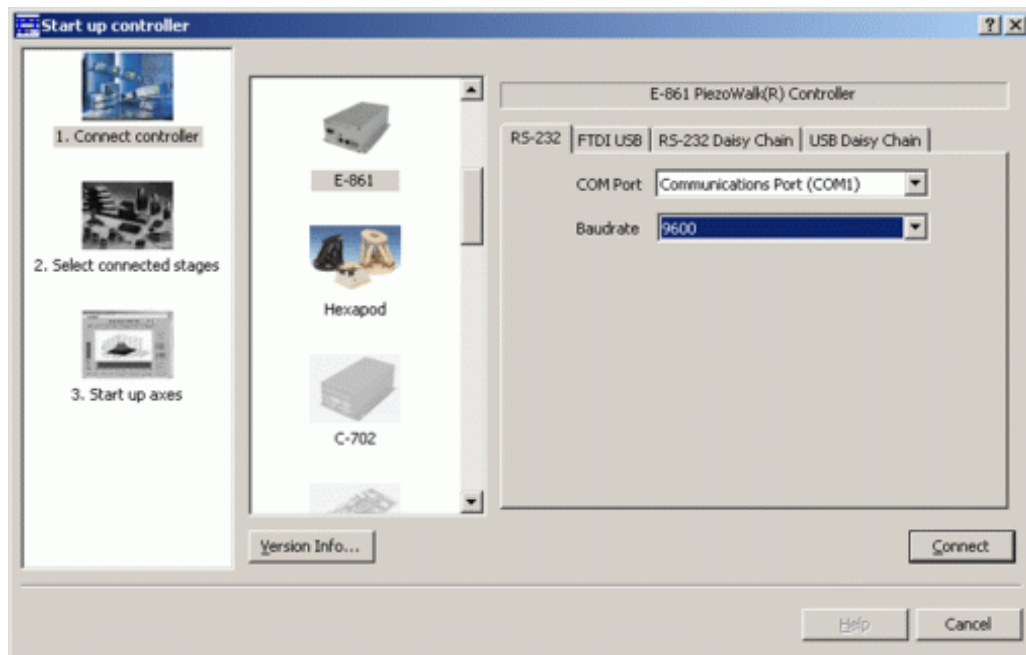 Start up controller
1. Connect controller
2. Select connected stages
3. Start up axes
E-861
Hexapod
C-702
E-861 PiezoWalk(R) Controller
RS-232
FTDI USB
RS-232 Daisy Chain
USB Daisy Chain
COM Port
Communications Port (COM1)
Baudrate
9600
Version Info...
Connect
Help
Cancel